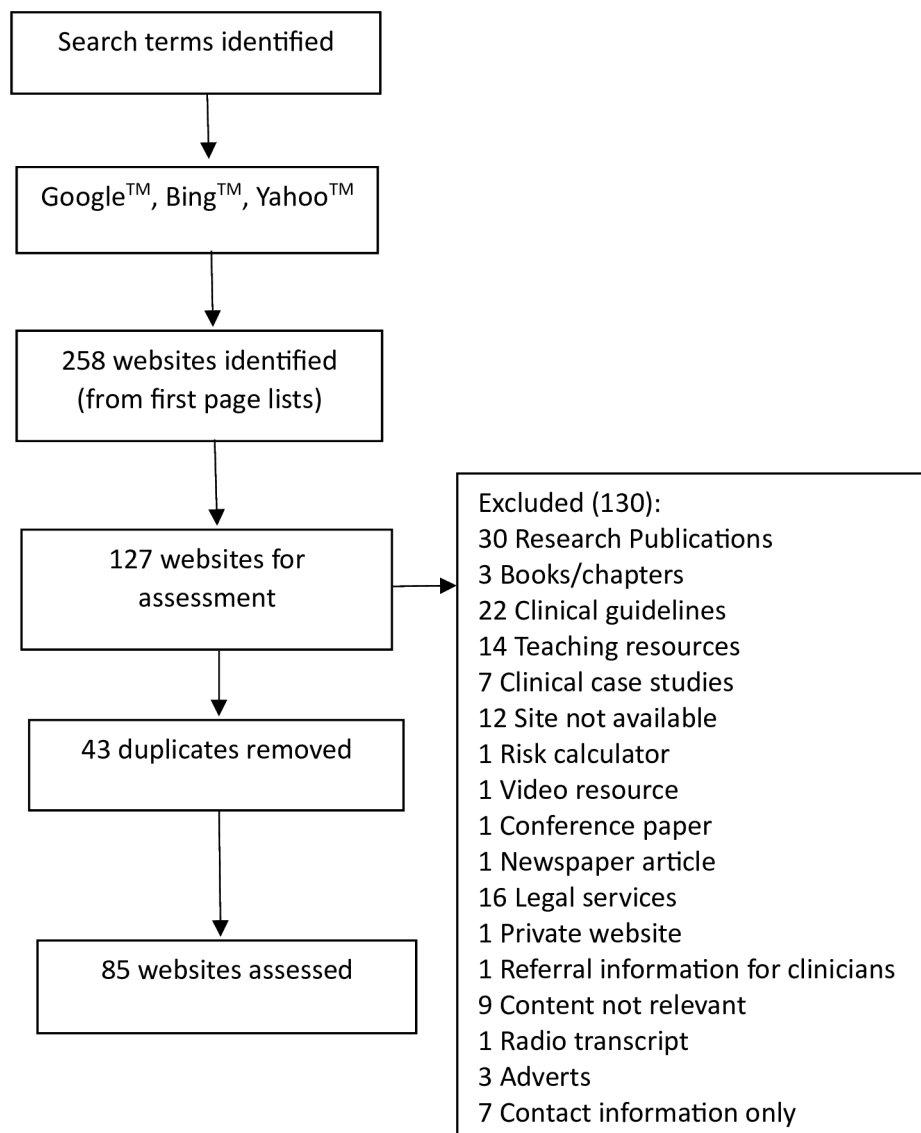 Search terms identified
Google™, Bing™, Yahoo™
258 websites identified
(from first page lists)
127 websites for
assessment
43 duplicates removed
85 websites assessed
Excluded (130):
30 Research Publications
3 Books/chapters
22 Clinical guidelines
14 Teaching resources
7 Clinical case studies
12 Site not available
1 Risk calculator
1 Video resource
1 Conference paper
1 Newspaper article
16 Legal services
1 Private website
1 Referral information for clinicians
9 Content not relevant
1 Radio transcript
3 Adverts
7 Contact information only